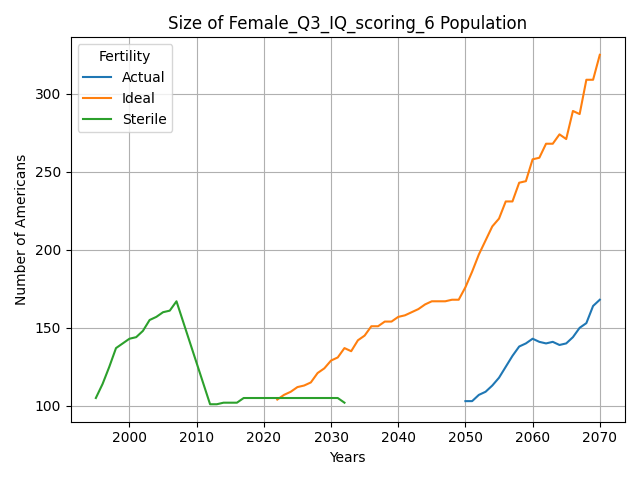 Size of Female_Q3_IQ_scoring_6 Population
Fertility
Actual
Ideal
Sterile
Number of Americans
300
250
200
150
100
2000 2010 2020 2030 2040 2050 2060 2070
Years